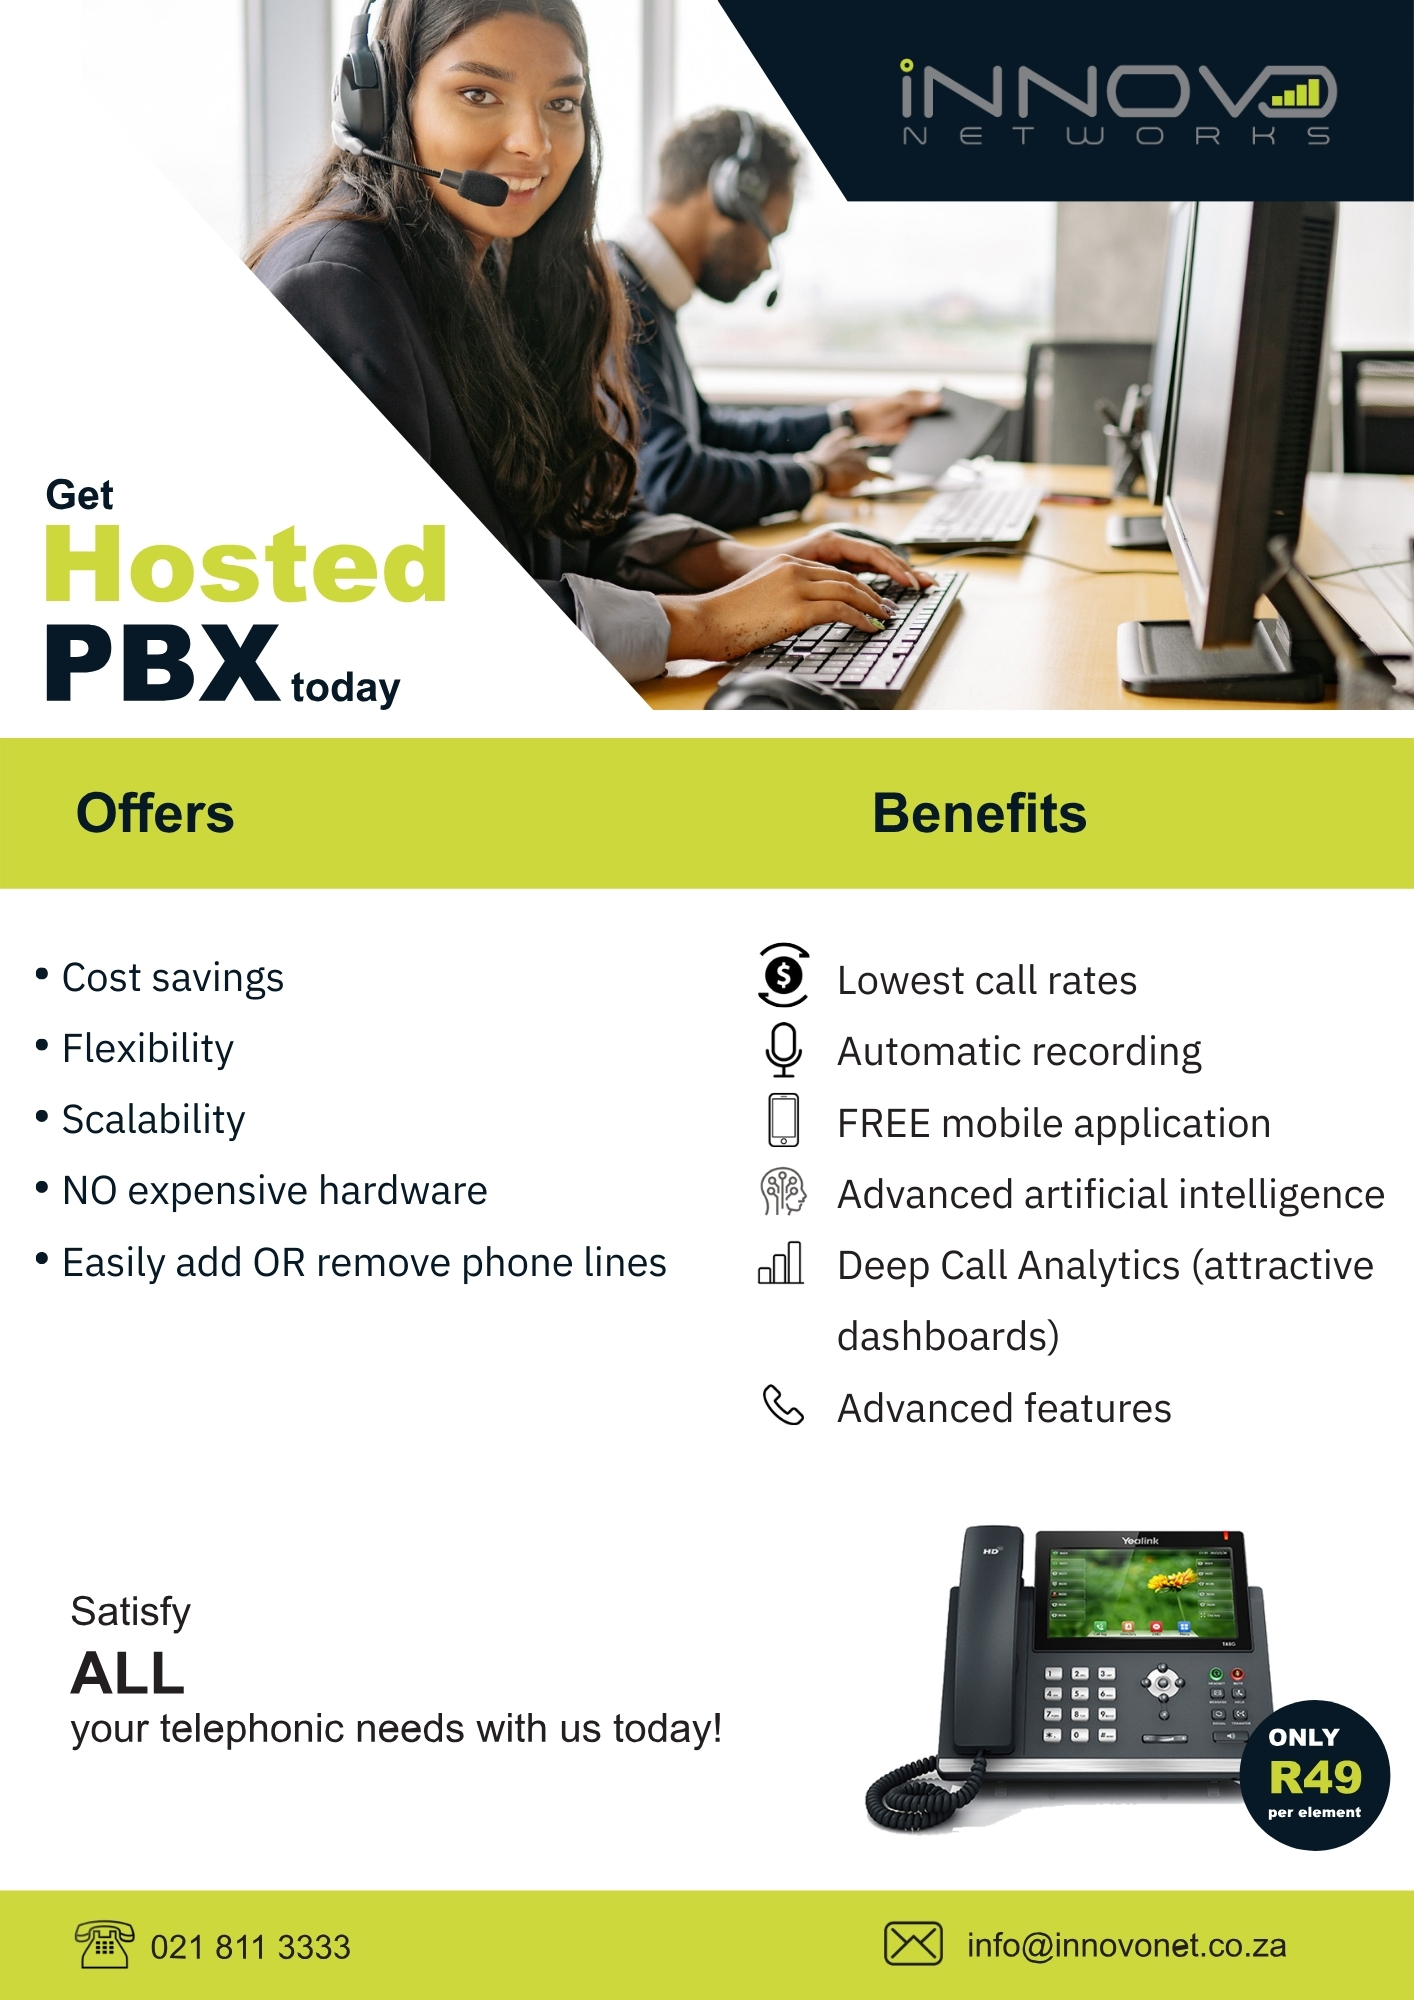 iNNOVO
NETWORKS
Get
Hosted
PBX today
Offers
• Cost savings
• Flexibility
• Scalability
• NO expensive hardware
• Easily add OR remove phone lines
Benefits
Lowest call rates
Automatic recording
FREE mobile application
Advanced artificial intelligence
Deep Call Analytics (attractive
dashboards)
Advanced features
Satisfy
ALL
your telephonic needs with us today!
HD
Yealink
ONLY
R49
per element
021 811 3333
info@innovonet.co.za